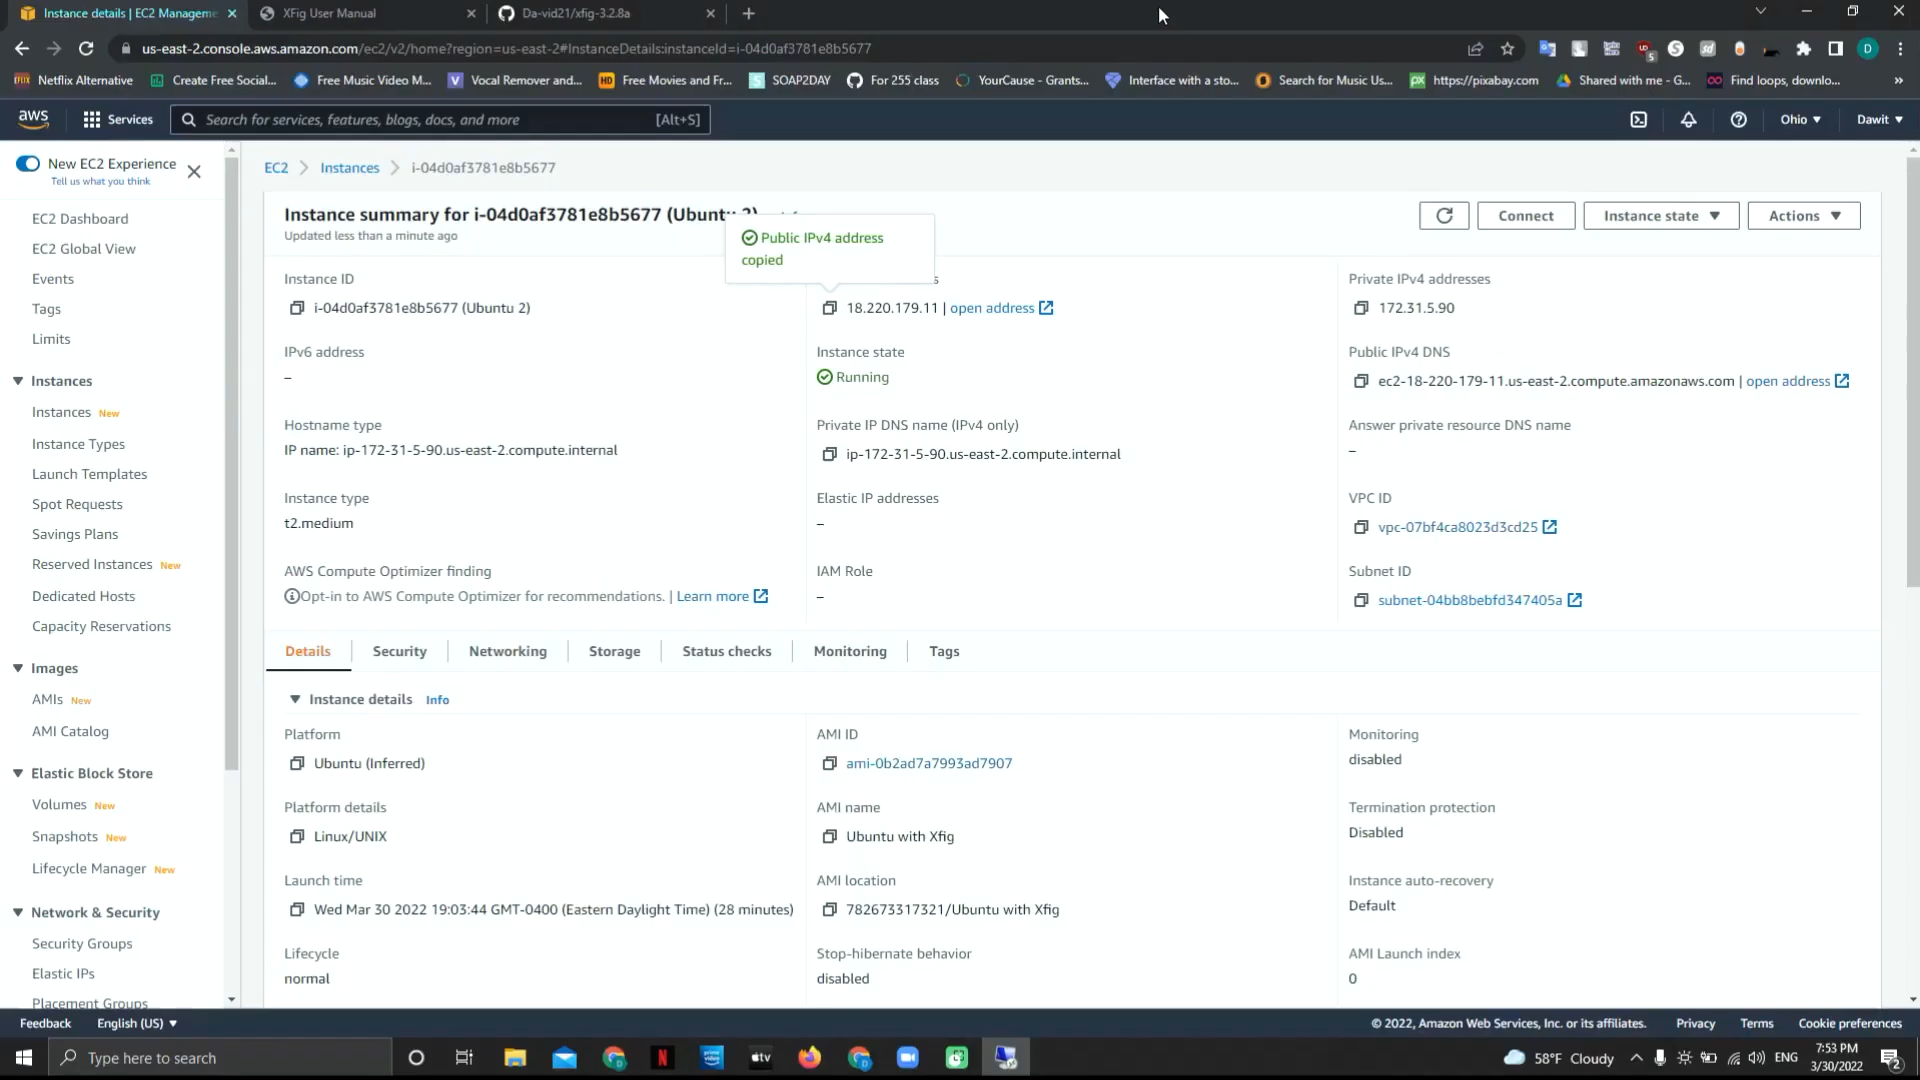 Instance details | EC2 Manageme
XFig User Manual
Da-vid21/xfig-3.2.8a
us-east-2.console.aws.amazon.com/ec2/v2/home?region=us-east-2#InstanceDetails:instanceId=i-04d0af3781e8b5677
D
Netflix Alternative
Create Free Social...
Free Music Video M...
Vocal Remover and...
Free Movies and Fr...
SOAP2DAY
For 255 class
YourCause - Grants...
Interface with a sto...
Search for Music Us...
https://pixabay.com
Shared with me - G...
Find loops, downlo...
»
aws
Services
Search for services, features, blogs, docs, and more
[Alt+S]
Ohio ▼
Dawit ▼
New EC2 Experience
Tell us what you think
EC2 Dashboard
EC2 Global View
Events
Tags
Limits
Instances
Instances New
Instance Types
Launch Templates
Spot Requests
Savings Plans
Reserved Instances New
Dedicated Hosts
Capacity Reservations
Images
AMIs New
AMI Catalog
Elastic Block Store
Volumes New
Snapshots New
Lifecycle Manager New
Network & Security
Security Groups
Elastic IPs
Placement Groups
EC2 > Instances > i-04d0af3781e8b5677
Instance summary for i-04d0af3781e8b5677 (Ubuntu 2)
Updated less than a minute ago
Public IPv4 address
copied
Connect
Instance state ▼
Actions ▼
Instance ID
i-04d0af3781e8b5677 (Ubuntu 2)
18.220.179.11 | open address
Private IPv4 addresses
172.31.5.90
IPv6 address
–
Instance state
Running
Public IPv4 DNS
ec2-18-220-179-11.us-east-2.compute.amazonaws.com | open address
Hostname type
IP name: ip-172-31-5-90.us-east-2.compute.internal
Private IP DNS name (IPv4 only)
ip-172-31-5-90.us-east-2.compute.internal
Answer private resource DNS name
–
Instance type
t2.medium
Elastic IP addresses
–
VPC ID
vpc-07bf4ca8023d3cd25
AWS Compute Optimizer finding
Opt-in to AWS Compute Optimizer for recommendations. | Learn more
IAM Role
–
Subnet ID
subnet-04bb8bebfd347405a
Details
Security
Networking
Storage
Status checks
Monitoring
Tags
Instance details Info
Platform
Ubuntu (Inferred)
AMI ID
ami-0b2ad7a7993ad7907
Monitoring
disabled
Platform details
Linux/UNIX
AMI name
Ubuntu with Xfig
Termination protection
Disabled
Launch time
Wed Mar 30 2022 19:03:44 GMT-0400 (Eastern Daylight Time) (28 minutes)
AMI location
782673317321/Ubuntu with Xfig
Instance auto-recovery
Default
Lifecycle
normal
Stop-hibernate behavior
disabled
AMI Launch index
0
Feedback
English (US) ▼
© 2022, Amazon Web Services, Inc. or its affiliates.
Privacy
Terms
Cookie preferences
Type here to search
58°F Cloudy
ENG
7:53 PM
3/30/2022
2